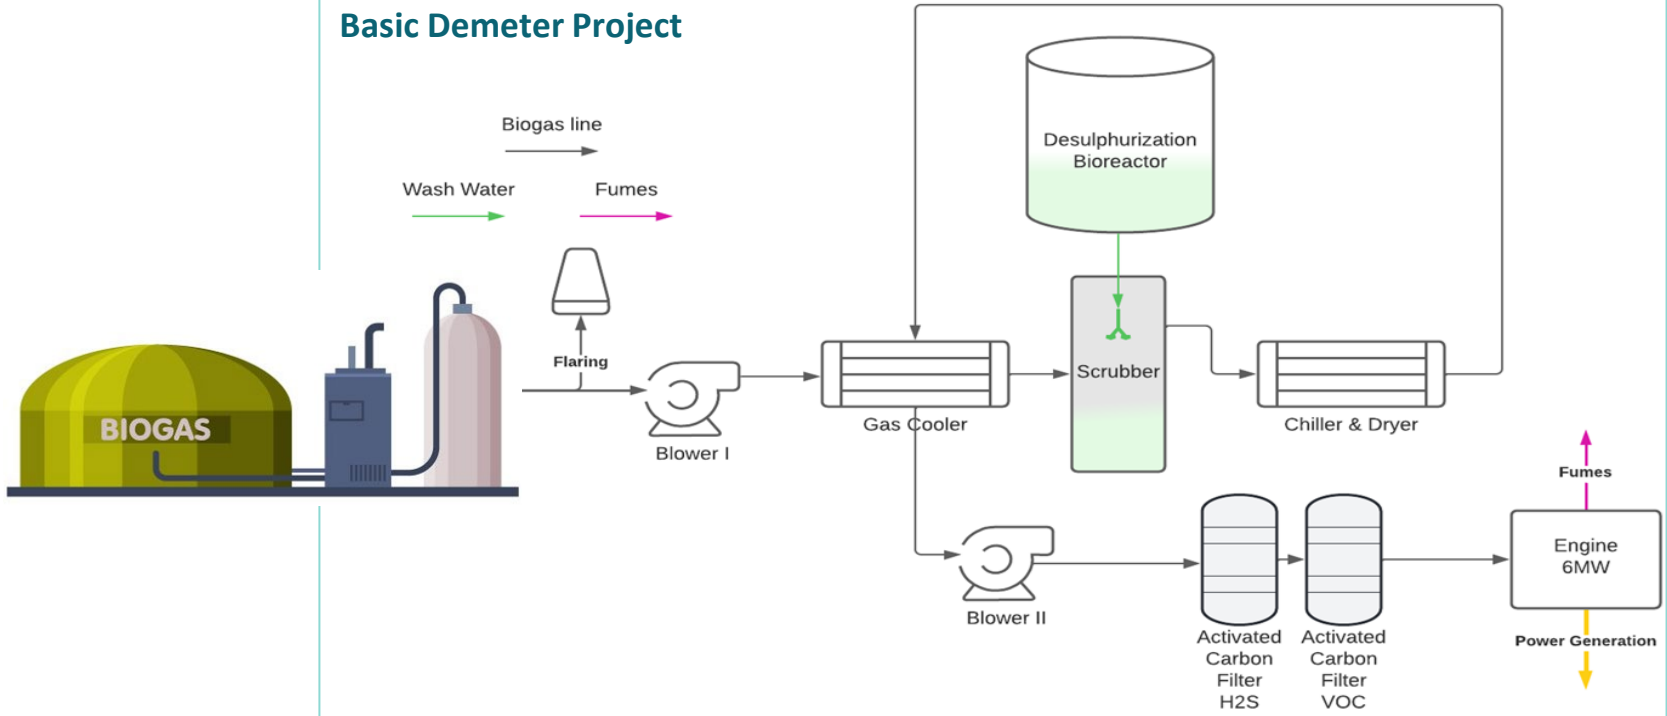 Basic Demeter Project
Biogas line
Wash Water
Fumes
Desulphurization
Bioreactor
Flaring
BIOGAS
Blower I
Gas Cooler
Scrubber
Chiller & Dryer
Fumes
Engine
6MW
Power Generation
Blower II
Activated
Carbon
Filter
H2S
Activated
Carbon
Filter
VOC